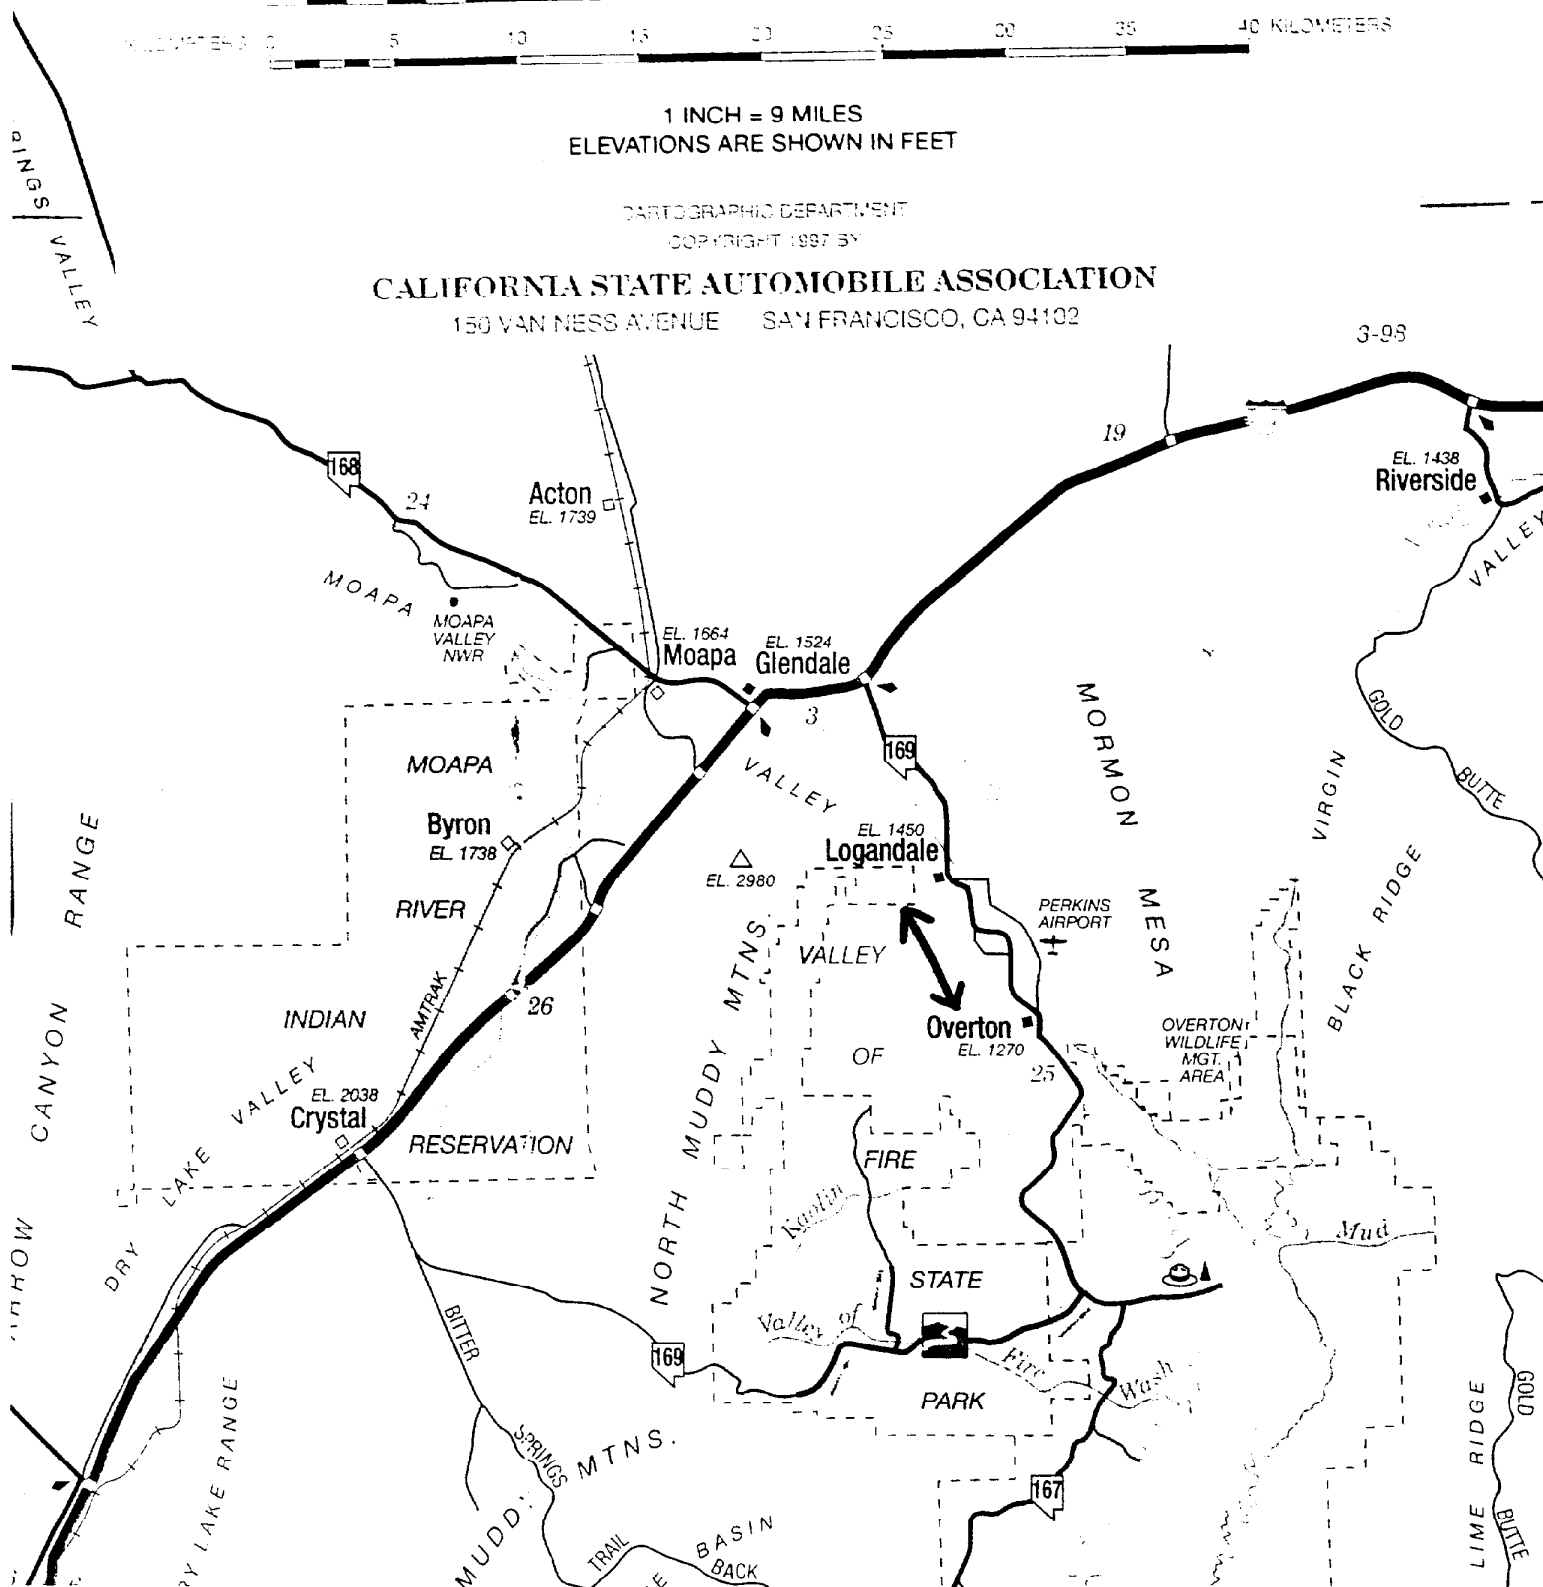 KILOMETERS 0 5 10 15 20 25 30 35 40 KILOMETERS
1 INCH = 9 MILES
ELEVATIONS ARE SHOWN IN FEET
CARTOGRAPHIC DEPARTMENT
COPYRIGHT 1997 BY
CALIFORNIA STATE AUTOMOBILE ASSOCIATION
150 VAN NESS AVENUE SAN FRANCISCO, CA 94102
3-98
VALLEY
19
EL. 1438
Riverside
VALLEY
168
24
Acton
EL. 1739
MOAPA
MOAPA
VALLEY
NWR
EL. 1664
Moapa
EL. 1524
Glendale
3
169
VALLEY
MORMON
MESA
GOLD
BUTTE
VIRGIN
BLACK RIDGE
MOAPA
RIVER
INDIAN
RESERVATION
Byron
EL. 1738
EL. 2980
EL. 1450
Logandale
PERKINS
AIRPORT
CANYON RANGE
AMTRAK
26
NORTH MUDDY MTNS.
VALLEY
OF
FIRE
STATE
PARK
Overton
EL. 1270
25
OVERTON
WILDLIFE
MGT.
AREA
EL. 2038
Crystal
DRY LAKE VALLEY
Kaolin
Mud
BITTER
SPRINGS
TRAIL
169
Valley of
Fire
Wash
MUDDY MTNS.
167
BASIN
BACK
LIME RIDGE
GOLD
BUTTE
LAKE RANGE